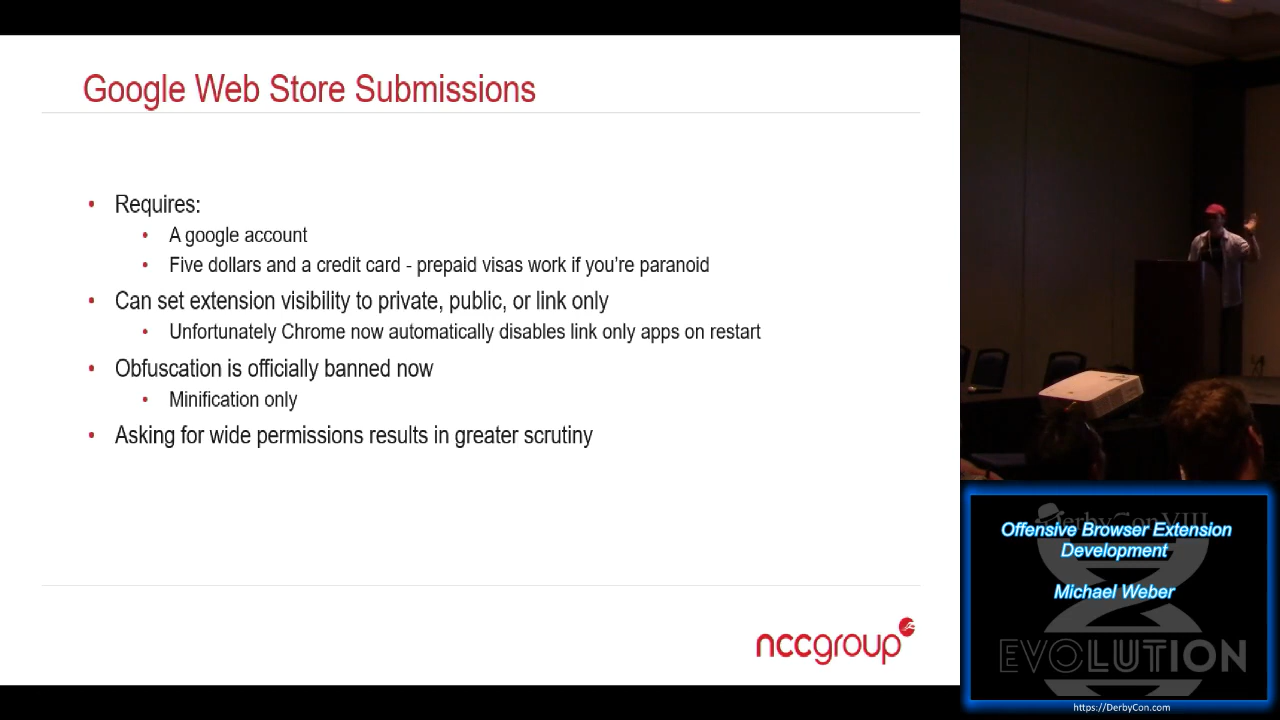 Google Web Store Submissions
• Requires:
• A google account
• Five dollars and a credit card - prepaid visas work if you're paranoid
• Can set extension visibility to private, public, or link only
• Unfortunately Chrome now automatically disables link only apps on restart
• Obfuscation is officially banned now
• Minification only
• Asking for wide permissions results in greater scrutiny
nccgroup
DerbyCon VIII
Offensive Browser Extension
Development
Michael Weber
EVOLUTION
https://DerbyCon.com